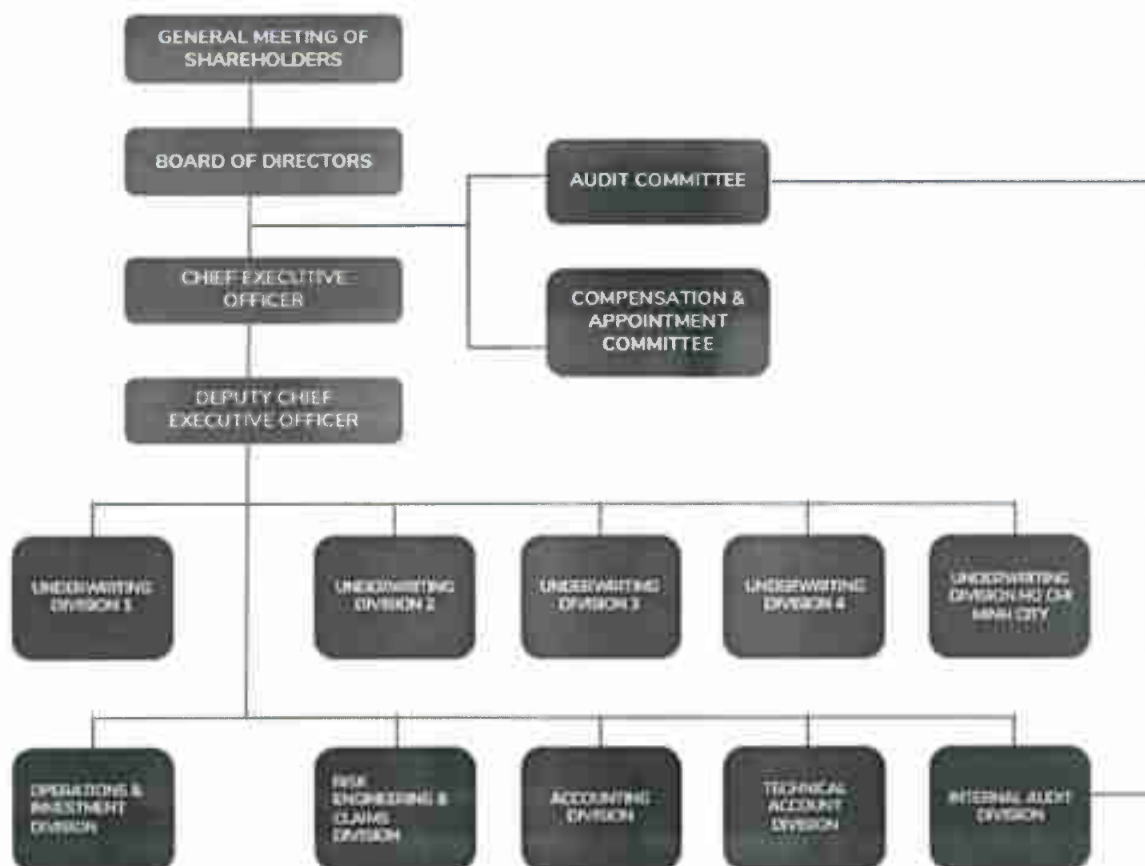 GENERAL MEETING OF
SHAREHOLDERS
BOARD OF DIRECTORS
AUDIT COMMITTEE
CHIEF EXECUTIVE
OFFICER
COMPENSATION &
APPOINTMENT
COMMITTEE
DEPUTY CHIEF
EXECUTIVE OFFICER
UNDERWRITING
DIVISION 1
UNDERWRITING
DIVISION 2
UNDERWRITING
DIVISION 3
UNDERWRITING
DIVISION 4
UNDERWRITING
DIVISION HO CHI
MINH CITY
OPERATIONS &
INVESTMENT
DIVISION
RISK
ENGINEERING &
CLAIMS
DIVISION
ACCOUNTING
DIVISION
TECHNICAL
ACCOUNT
DIVISION
INTERNAL AUDIT
DIVISION